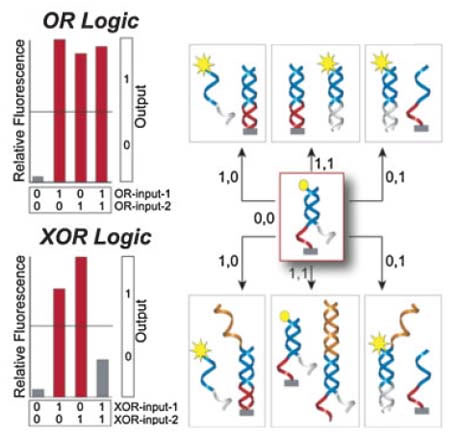 OR Logic
Relative Fluorescence
1
0
Output
0 1 0 1 OR-input-1
0 0 1 1 OR-input-2
XOR Logic
Relative Fluorescence
1
0
Output
0 1 0 1 XOR-input-1
0 0 1 1 XOR-input-2
1,0
1,1
0,1
0,0
1,0
1,1
0,1